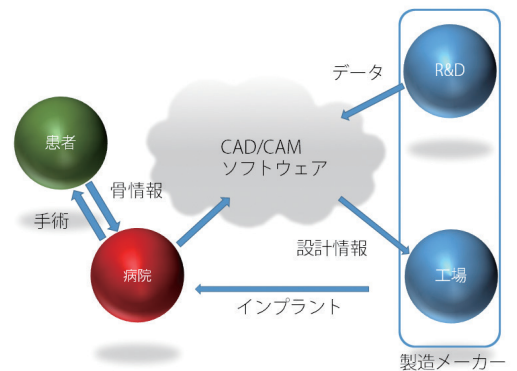 R&D
データ
患者
CAD/CAM
ソフトウェア
骨情報
手術
設計情報
病院
工場
インプラント
製造メーカー